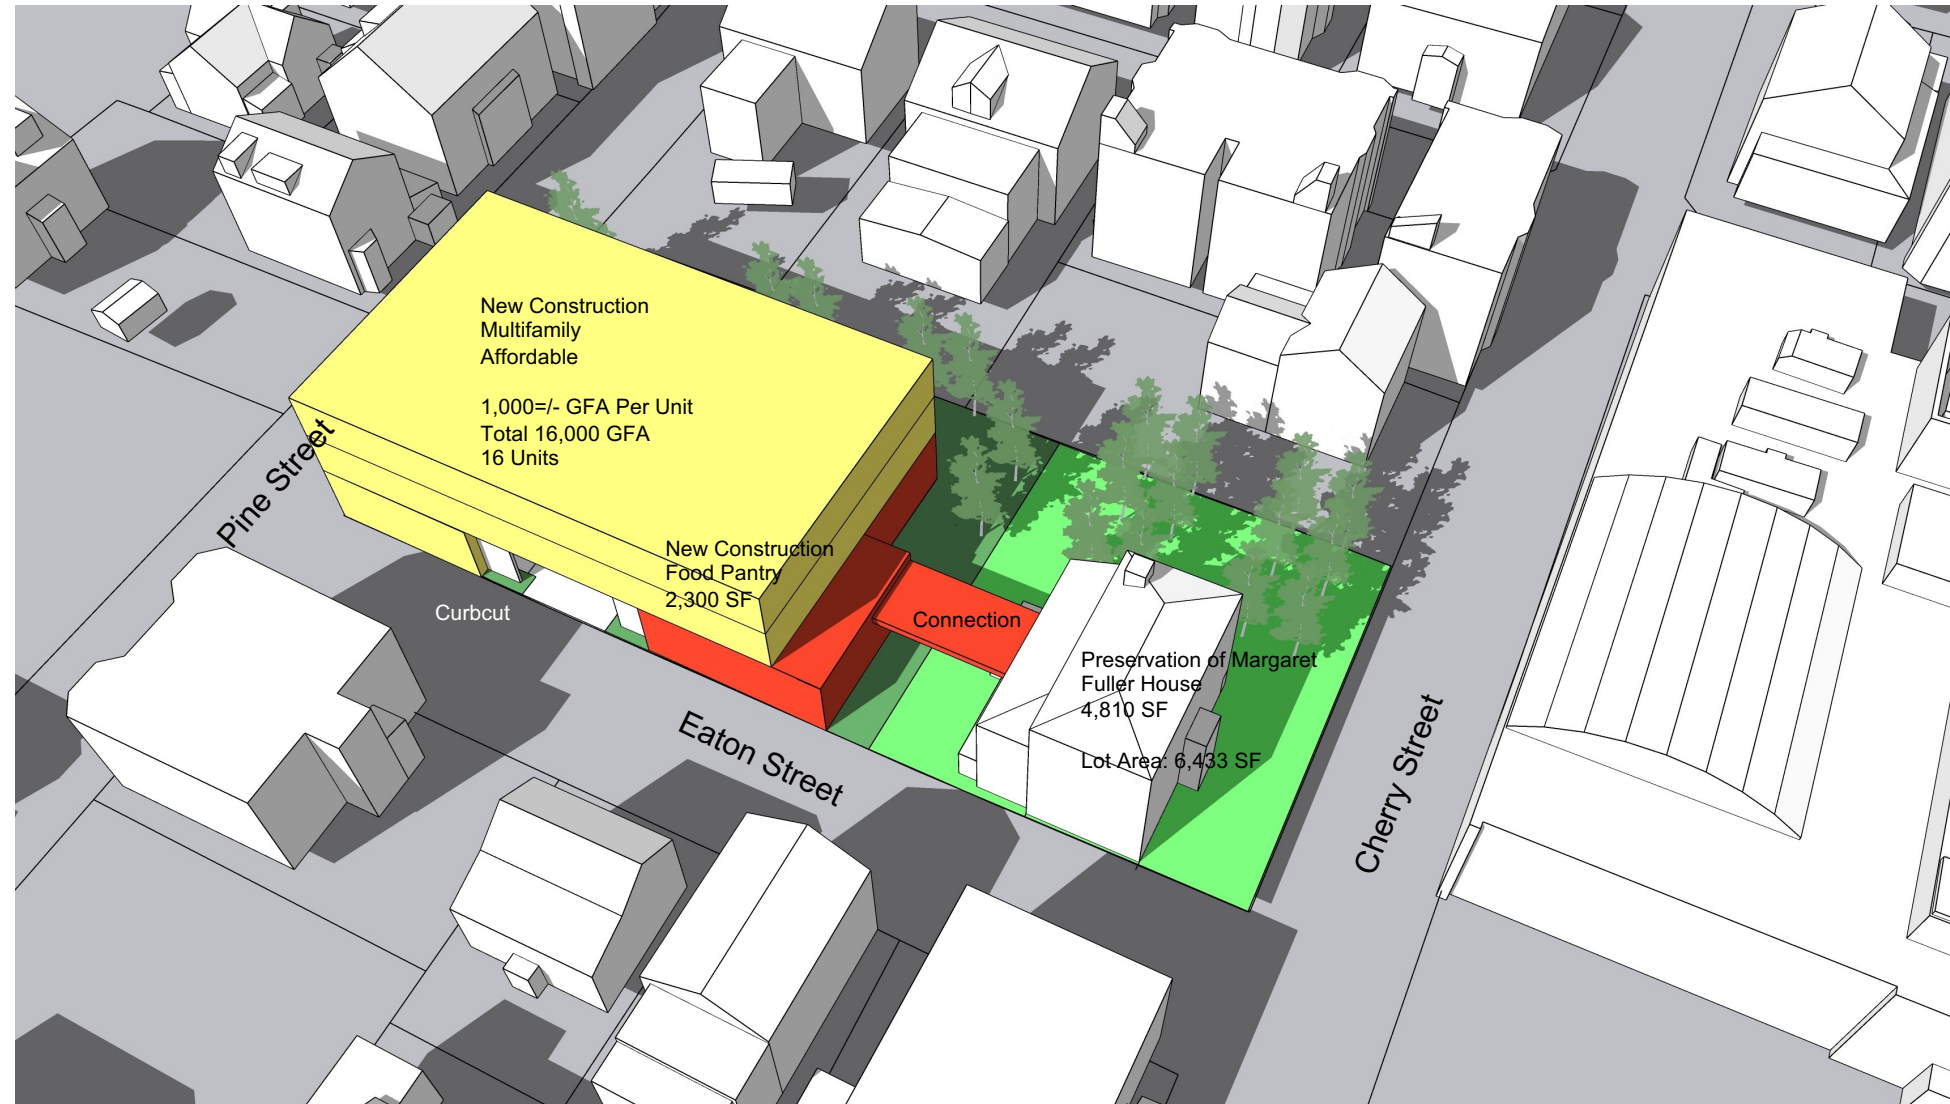 New Construction
Multifamily
Affordable
1,000=/- GFA Per Unit
Total 16,000 GFA
16 Units
Pine Street
New Construction
Food Pantry
2,300 SF
Curbcut
Connection
Preservation of Margaret
Fuller House
4,810 SF
Lot Area: 6,433 SF
Eaton Street
Cherry Street